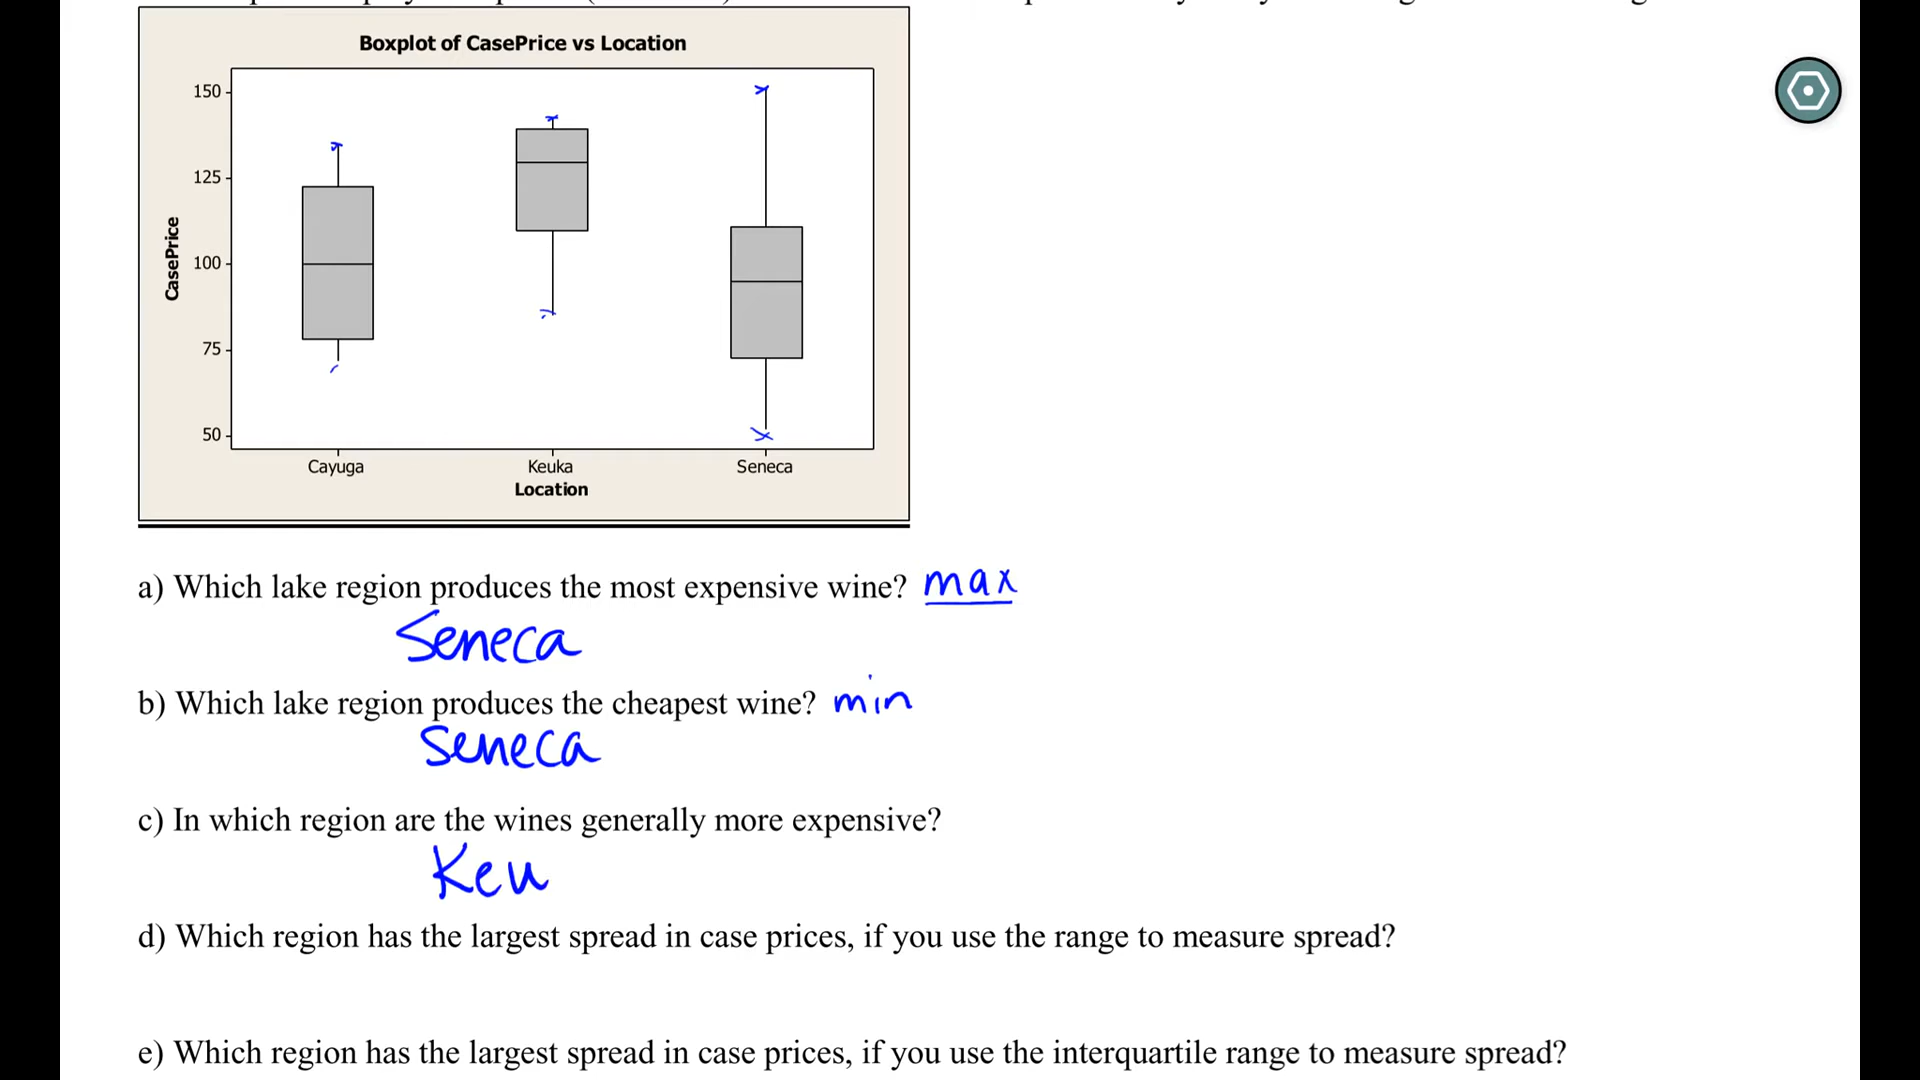 Boxplot of CasePrice vs Location
150
125
100
75
50
CasePrice
Cayuga Keuka Seneca
Location
a) Which lake region produces the most expensive wine? max
Seneca
b) Which lake region produces the cheapest wine? min
Seneca
c) In which region are the wines generally more expensive?
Keu
d) Which region has the largest spread in case prices, if you use the range to measure spread?
e) Which region has the largest spread in case prices, if you use the interquartile range to measure spread?